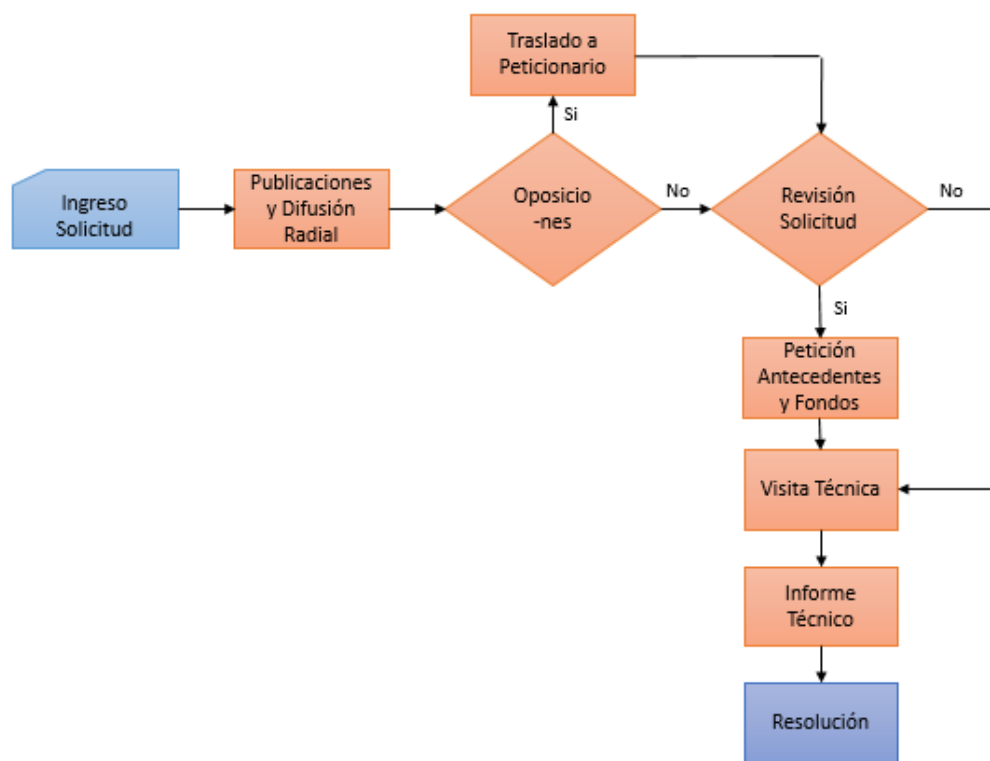 Traslado a
Peticionario
Si
Ingreso
Solicitud
Publicaciones
y Difusión
Radial
Oposicio
-nes
No
Revisión
Solicitud
No
Si
Petición
Antecedentes
y Fondos
Visita Técnica
Informe
Técnico
Resolución